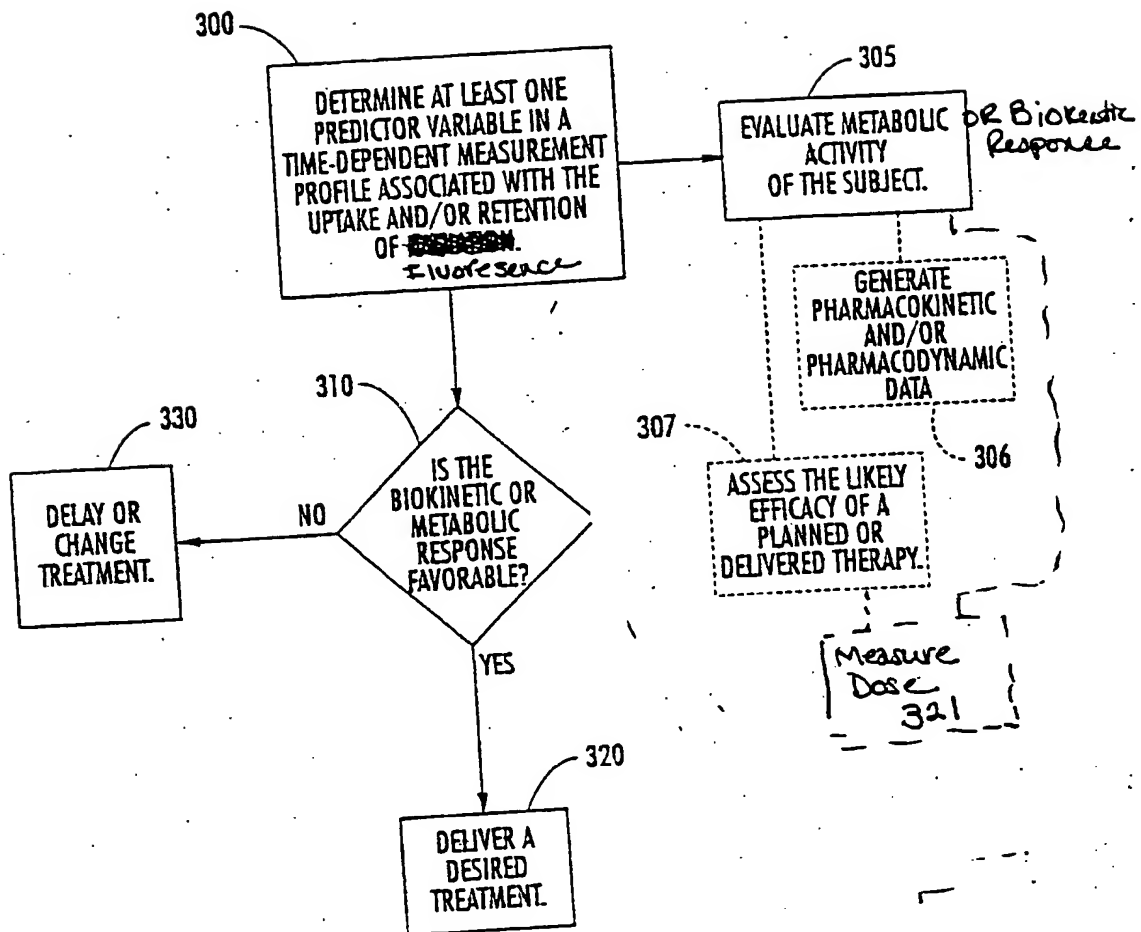 300
DETERMINE AT LEAST ONE
PREDICTOR VARIABLE IN A
TIME-DEPENDENT MEASUREMENT
PROFILE ASSOCIATED WITH THE
UPTAKE AND/OR RETENTION
OF
Fluoresence
305
EVALUATE METABOLIC
ACTIVITY
OF THE SUBJECT.
OR Biokenetic
Response
GENERATE
PHARMACOKINETIC
AND/OR
PHARMACODYNAMIC
DATA
306
307
ASSESS THE LIKELY
EFFICACY OF A
PLANNED OR
DELIVERED THERAPY.
Measure
Dose
321
310
IS THE
BIOKINETIC OR
METABOLIC
RESPONSE
FAVORABLE?
NO
330
DELAY OR
CHANGE
TREATMENT.
YES
320
DELIVER A
DESIRED
TREATMENT.